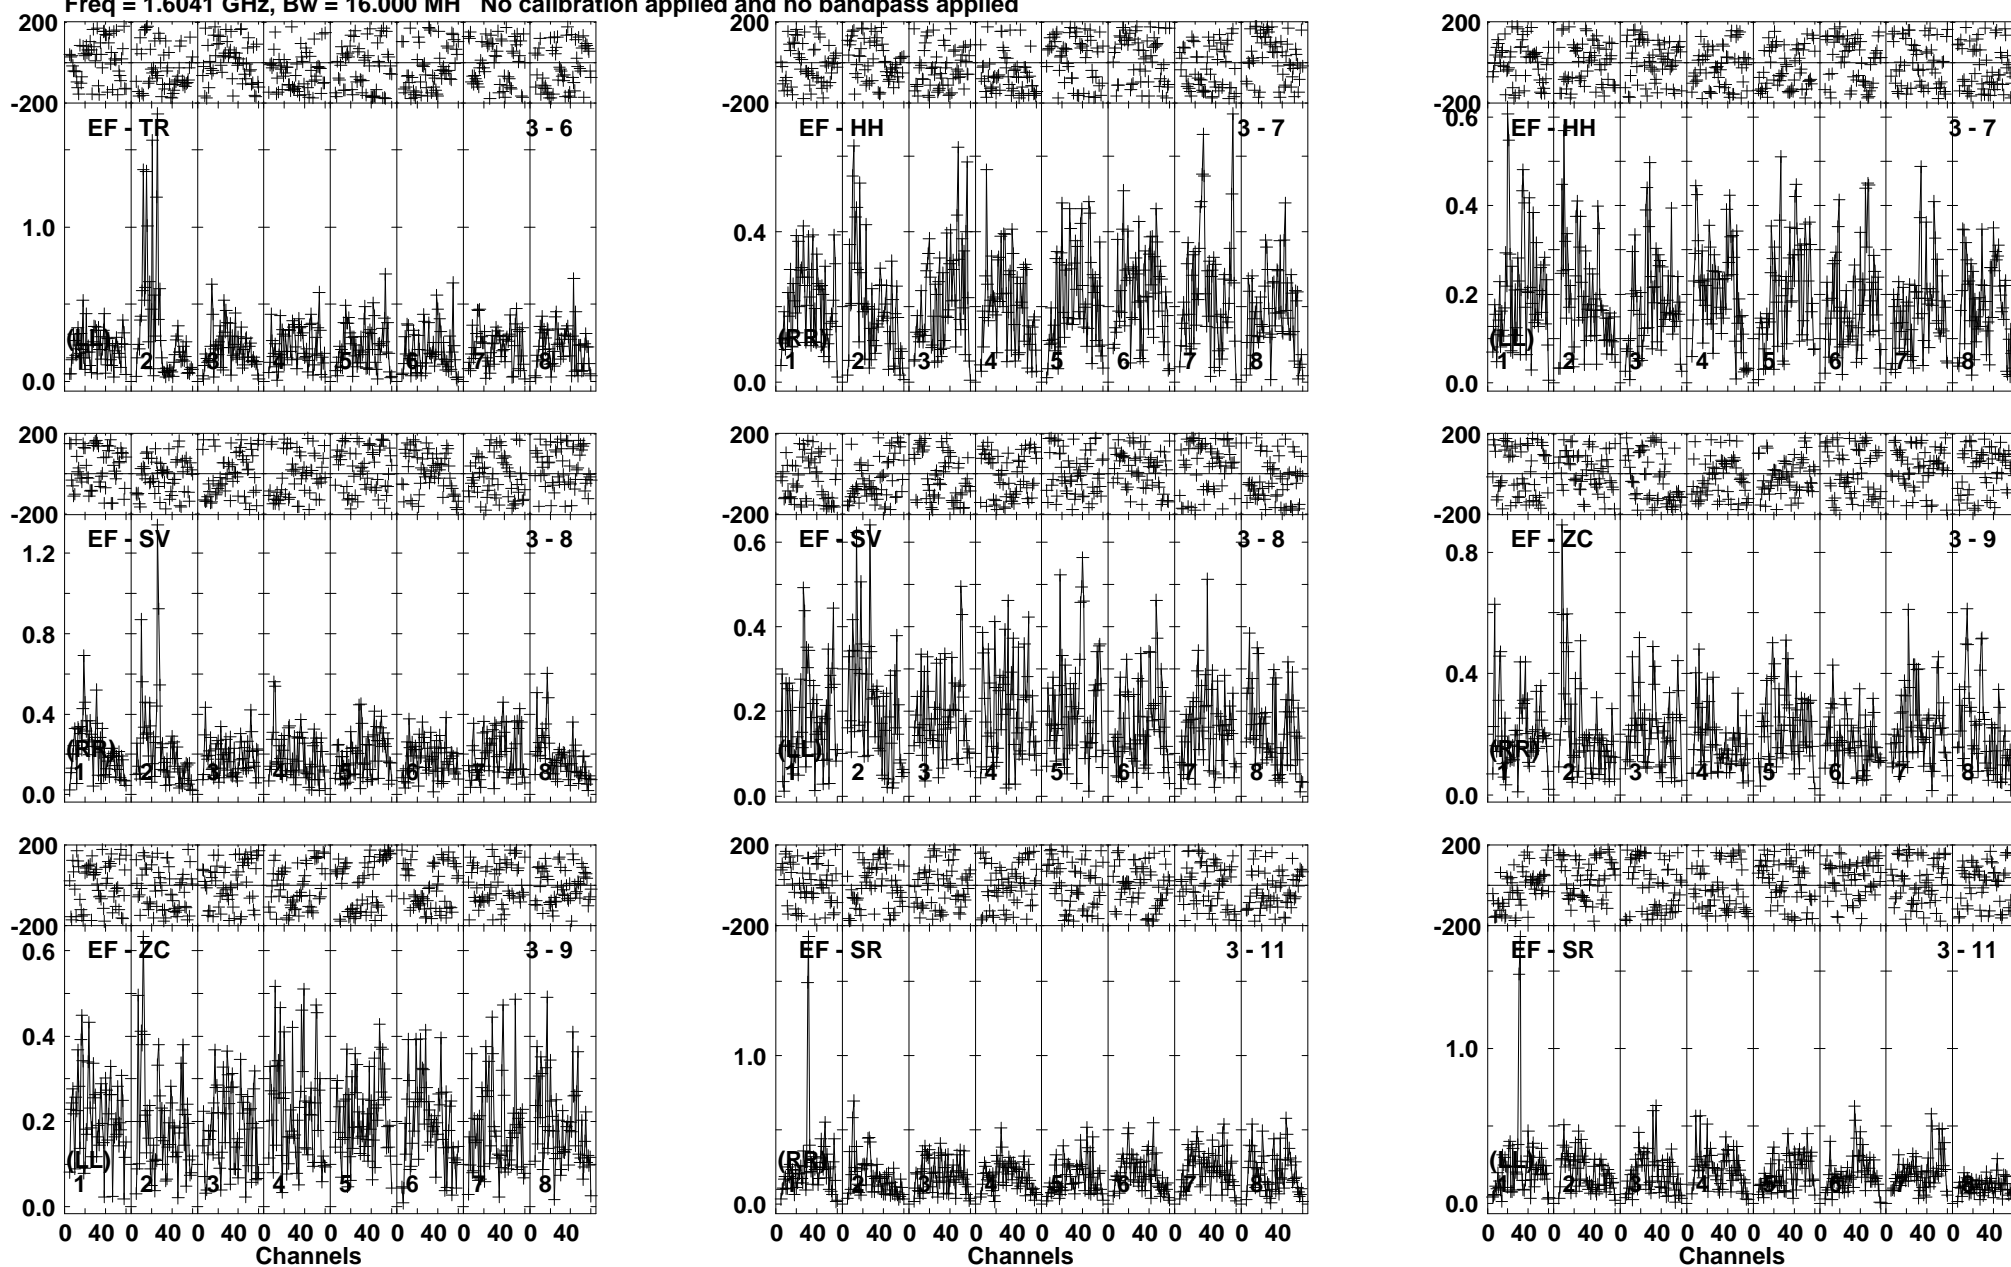 Freq = 1.6041 GHz, Bw = 16.000 MH No calibration applied and no bandpass applied
200 200 200
-200 -200 -200
EF - TR 3 - 6 EF - HH 3 - 7 0.6 EF - HH 3 - 7
1.0 0.4 0.4
0.2
(LL) (RR) (LL)
1 2 3 4 5 6 7 8 1 2 3 4 5 6 7 8 1 2 3 4 5 6 7 8
0.0 0.0 0.0
200 200 200
-200 -200 -200
EF - SV 3 - 8 EF - SV 3 - 8 EF - ZC 3 - 9
1.2 0.6 0.8
0.8 0.4
0.4 0.2 0.4
(RR) (LL) (RR)
1 2 3 4 5 6 7 8 1 2 3 4 5 6 7 8 1 2 3 4 5 6 7 8
0.0 0.0 0.0
200 200 200
-200 -200 -200
EF - ZC 3 - 9 EF - SR 3 - 11 EF - SR 3 - 11
0.6
0.4 1.0 1.0
0.2
(LL) (RR) (LL)
1 2 3 4 5 6 7 8 1 2 3 4 5 6 7 8 1 2 3 4 5 6 7 8
0.0 0.0 0.0
0 40 0 40 0 40 0 40 0 40 0 40 0 40 0 40 0 40 0 40 0 40 0 40 0 40 0 40 0 40 0 40 0 40 0 40 0 40 0 40 0 40 0 40 0 40 0 40
Channels Channels Channels